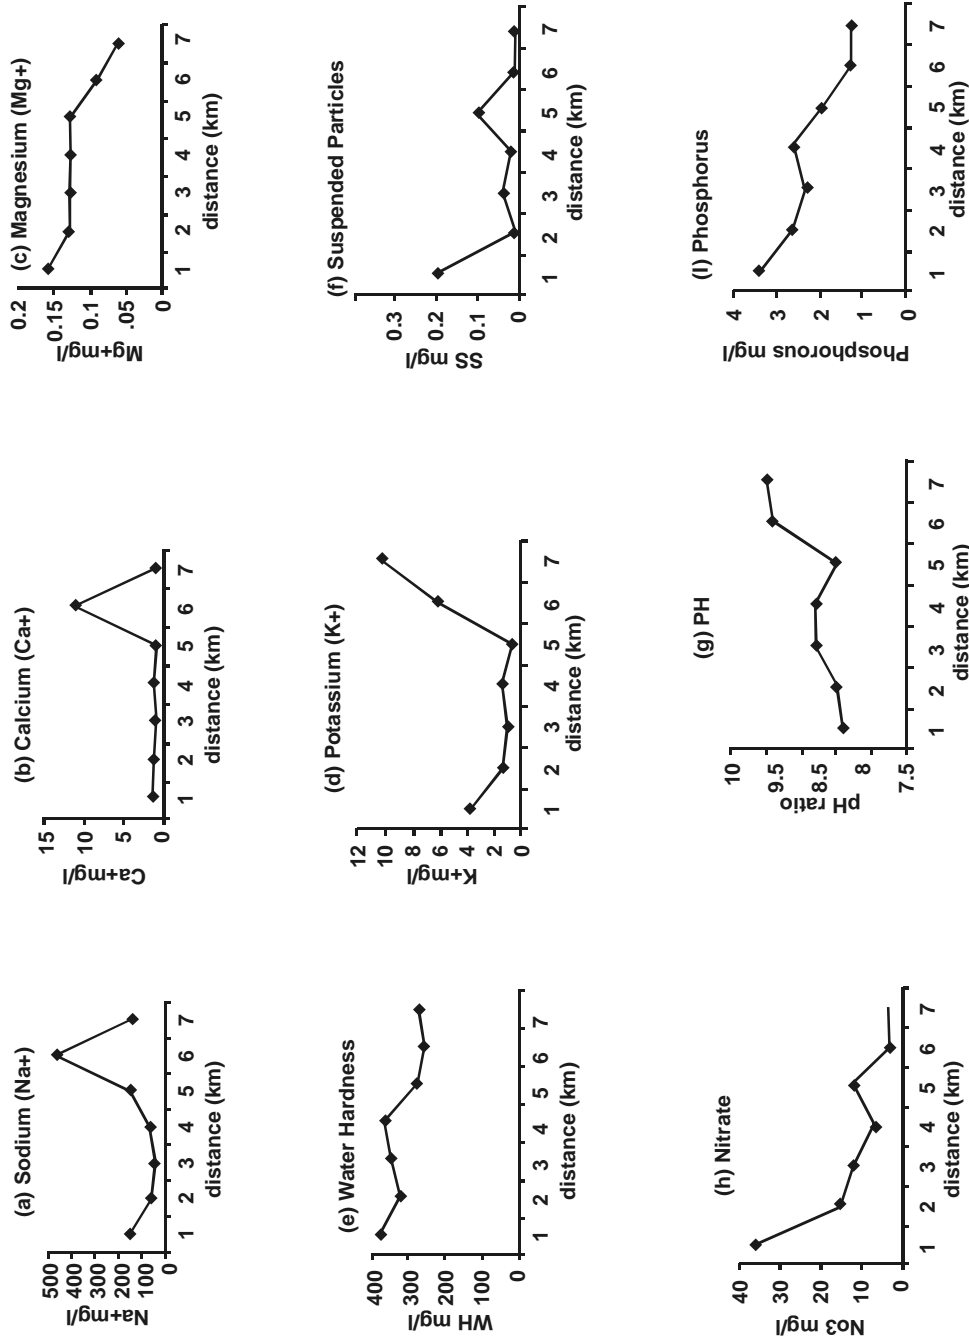 (a) Sodium (Na+)
Na+mg/l
500
400
300
200
100
0
1 2 3 4 5 6 7
distance (km)
(b) Calcium (Ca+)
Ca+mg/l
15
10
5
0
1 2 3 4 5 6 7
distance (km)
(c) Magnesium (Mg+)
Mg+mg/l
0.2
0.15
0.1
.05
0
1 2 3 4 5 6 7
distance (km)
(e) Water Hardness
WH mg/l
400
300
200
100
0
1 2 3 4 5 6 7
distance (km)
(d) Potassium (K+)
K+mg/l
12
10
8
6
4
2
0
1 2 3 4 5 6 7
distance (km)
(f) Suspended Particles
SS mg/l
0.3
0.2
0.1
0
1 2 3 4 5 6 7
distance (km)
(h) Nitrate
No3 mg/l
40
30
20
10
0
1 2 3 4 5 6 7
distance (km)
(g) PH
pH ratio
10
9.5
8.5
8
7.5
1 2 3 4 5 6 7
distance (km)
(I) Phosphorus
Phosphorous mg/l
4
3
2
1
0
1 2 3 4 5 6 7
distance (km)